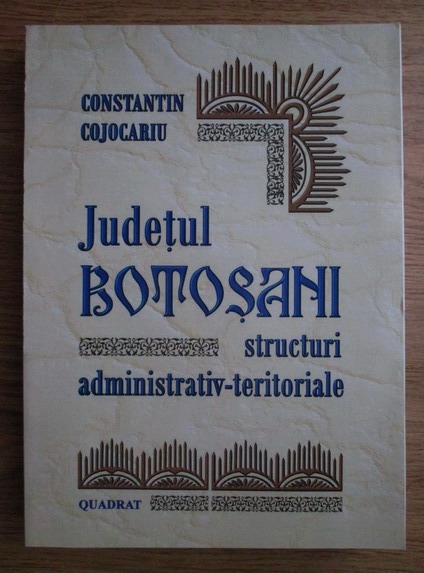 CONSTANTIN
COJOCARIU
Județul
BOTOȘANI
structuri
administrativ-teritoriale
QUADRAT